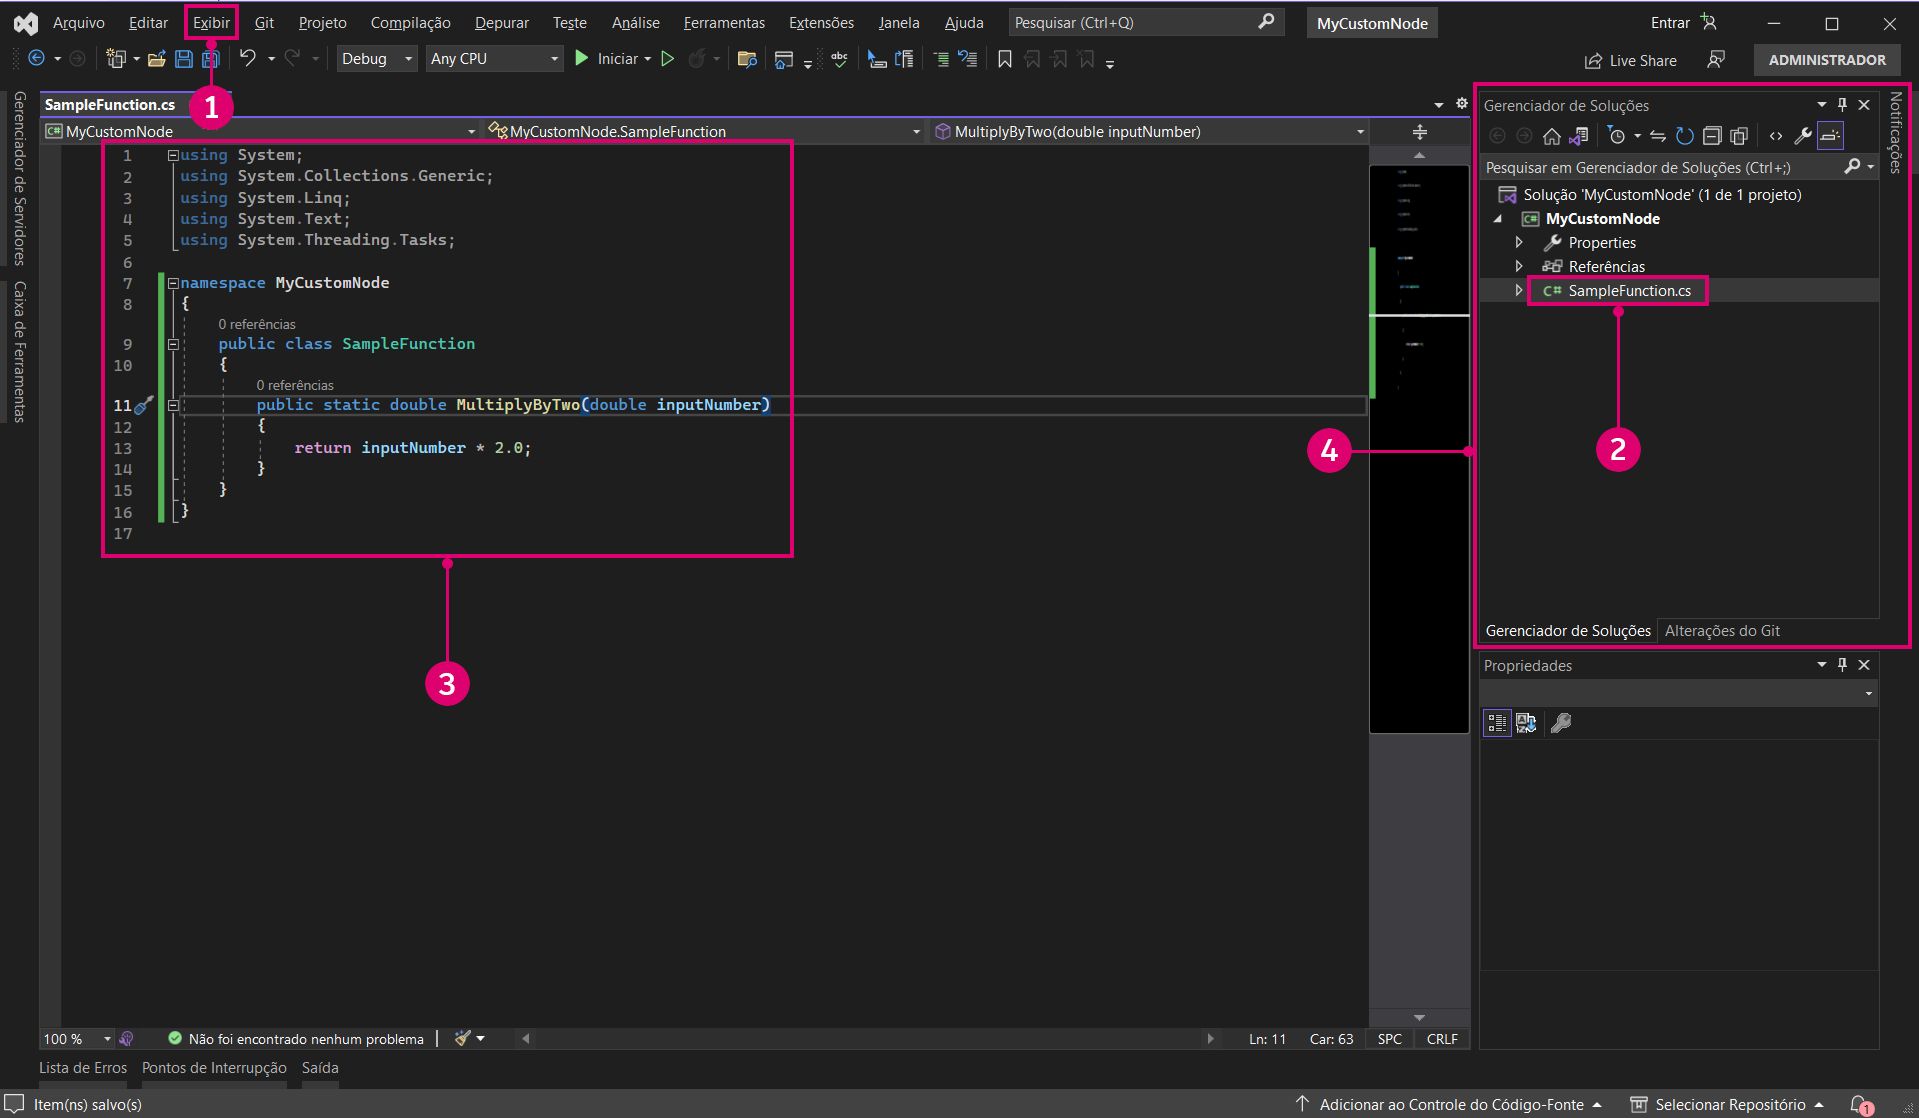 Arquivo Editar Exibir Git Projeto Compilação Depurar Teste Análise Ferramentas Extensões Janela Ajuda Pesquisar (Ctrl+Q) MyCustomNode Entrar
Debug Any CPU Iniciar abc Live Share ADMINISTRADOR
1
Gerenciador de Servidores
Caixa de Ferramentas
SampleFunction.cs
C# MyCustomNode MyCustomNode.SampleFunction MultiplyByTwo(double inputNumber)
1 using System;
2 using System.Collections.Generic;
3 using System.Linq;
4 using System.Text;
5 using System.Threading.Tasks;
6
7 namespace MyCustomNode
8 {
0 referências
9 public class SampleFunction
10 {
0 referências
11 public static double MultiplyByTwo(double inputNumber)
12 {
13 return inputNumber * 2.0;
14 }
15 }
16 }
17
3
4
Gerenciador de Soluções
Pesquisar em Gerenciador de Soluções (Ctrl+;)
Solução 'MyCustomNode' (1 de 1 projeto)
C# MyCustomNode
Properties
Referências
C# SampleFunction.cs
2
Gerenciador de Soluções Alterações do Git
Notificações
Propriedades
100 % Não foi encontrado nenhum problema Ln: 11 Car: 63 SPC CRLF
Lista de Erros Pontos de Interrupção Saída
Item(ns) salvo(s) Adicionar ao Controle do Código-Fonte Selecionar Repositório 1